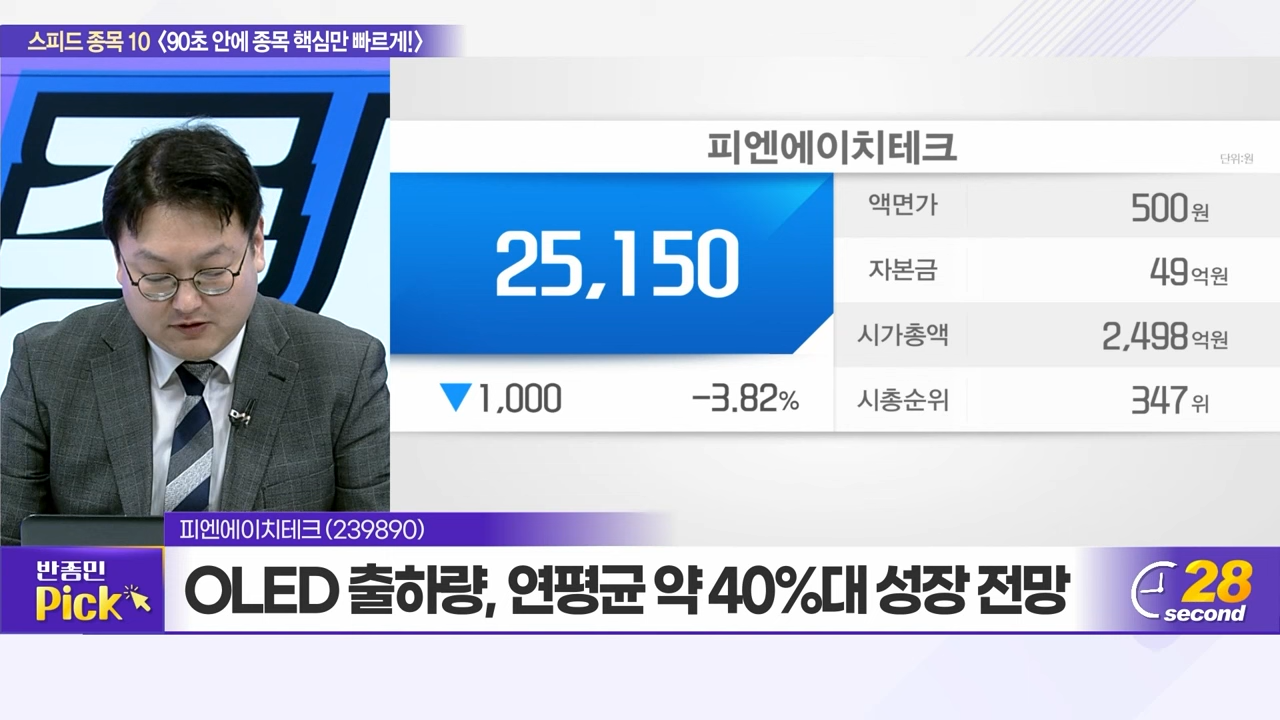 스피드 종목 10 〈90초 안에 종목 핵심만 빠르게!〉
피엔에이치테크
단위:원
25,150
▼1,000 -3.82%
액면가 500원
자본금 49억원
시가총액 2,498억원
시총순위 347위
피엔에이치테크 (239890)
반종민
Pick
OLED 출하량, 연평균 약 40%대 성장 전망
28
second